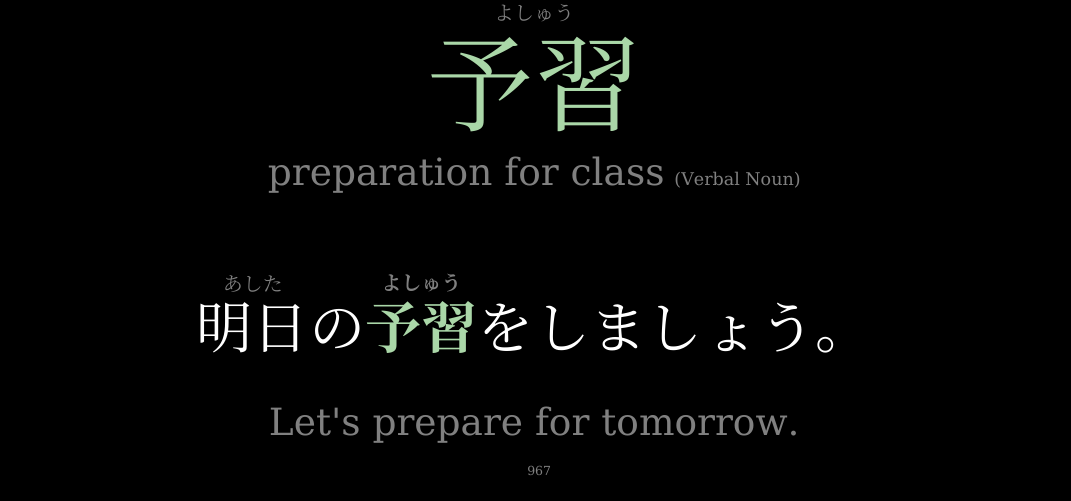 よしゅう
予習
preparation for class (Verbal Noun)
あした よしゅう
明日の予習をしましょう。
Let's prepare for tomorrow.
967